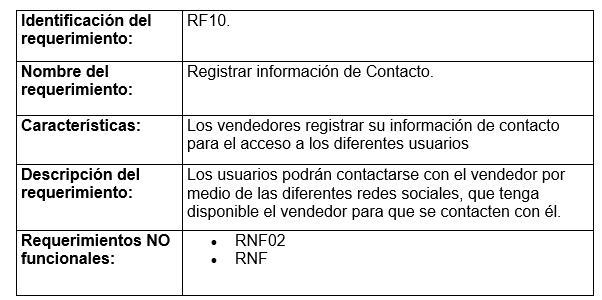 Identificación del RF10.
requerimiento:
Nombre del Registrar información de Contacto.
requerimiento:
Características: Los vendedores registrar su información de contacto
para el acceso a los diferentes usuarios
Descripción del Los usuarios podrán contactarse con el vendedor por
requerimiento: medio de las diferentes redes sociales, que tenga
disponible el vendedor para que se contacten con él.
Requerimientos NO • RNF02
funcionales: • RNF